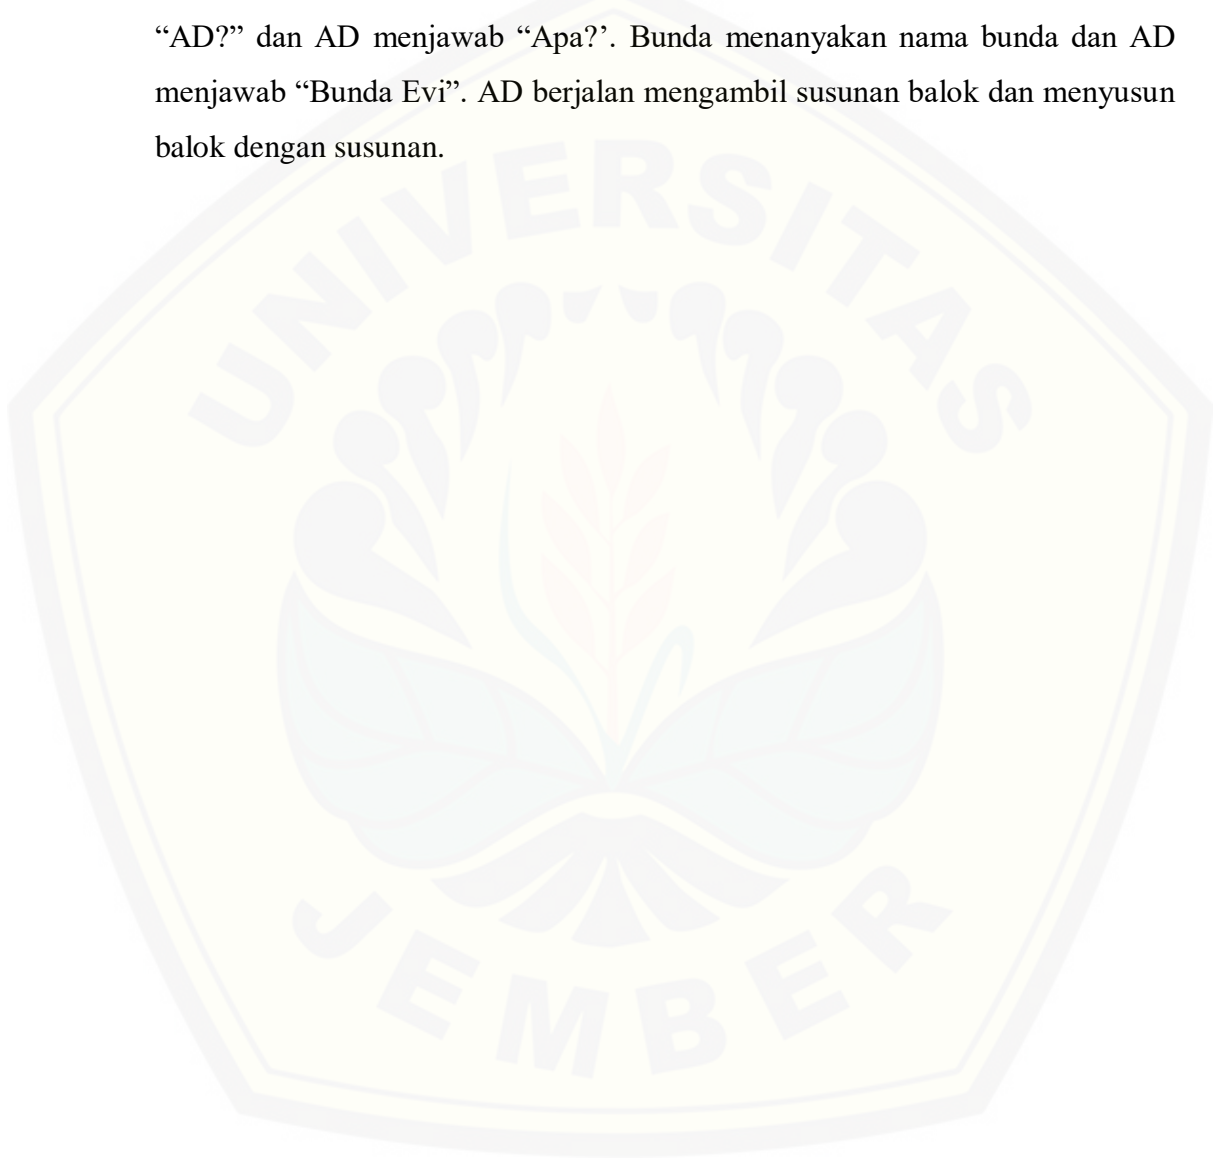 “AD?” dan AD menjawab “Apa?’. Bunda menanyakan nama bunda dan AD
menjawab “Bunda Evi”. AD berjalan mengambil susunan balok dan menyusun
balok dengan susunan.
UNIVERSITAS
JEMBER